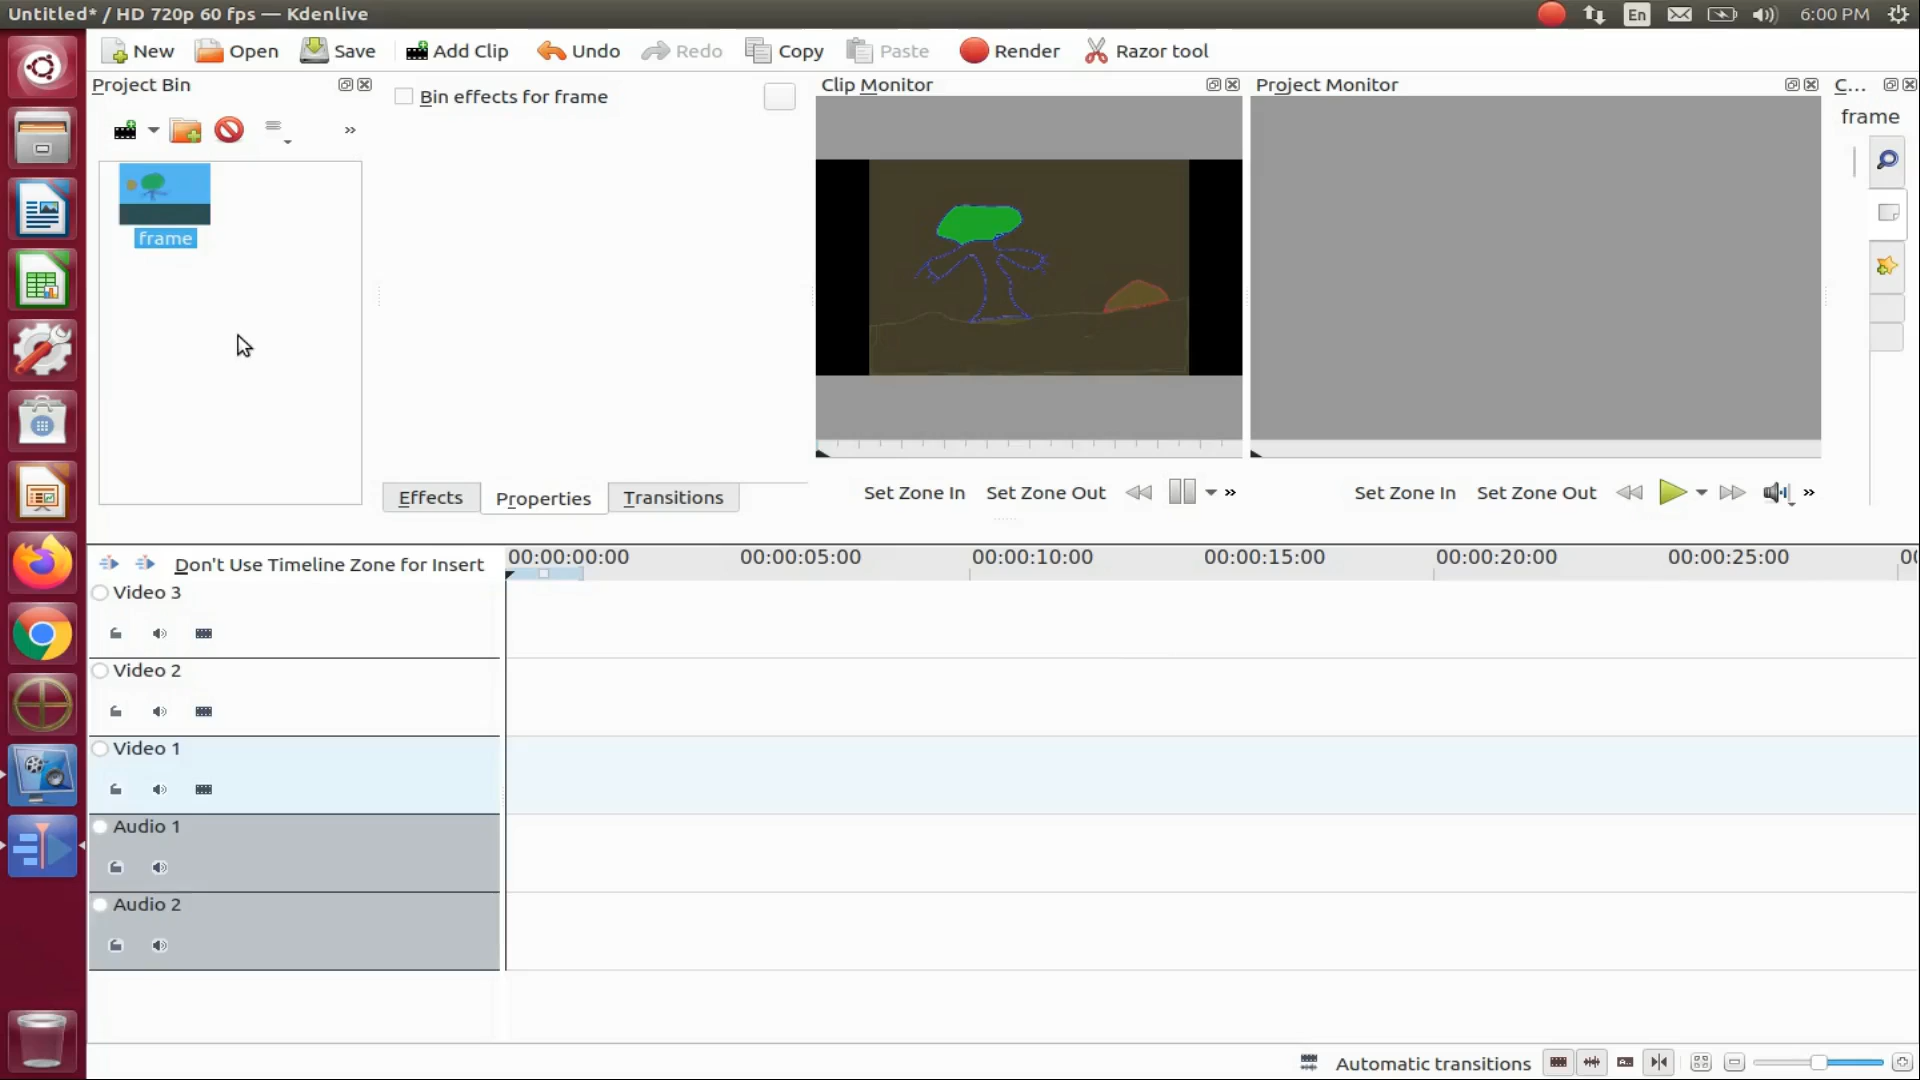 Untitled* / HD 720p 60 fps — Kdenlive
En
6:00 PM
New
Open
Save
Add Clip
Undo
Redo
Copy
Paste
Render
Razor tool
Project Bin
Bin effects for frame
Clip Monitor
Project Monitor
C...
frame
frame
Effects
Properties
Transitions
Set Zone In
Set Zone Out
»
Set Zone In
Set Zone Out
»
Don't Use Timeline Zone for Insert
00:00:00:00
00:00:05:00
00:00:10:00
00:00:15:00
00:00:20:00
00:00:25:00
Video 3
Video 2
Video 1
Audio 1
Audio 2
Automatic transitions